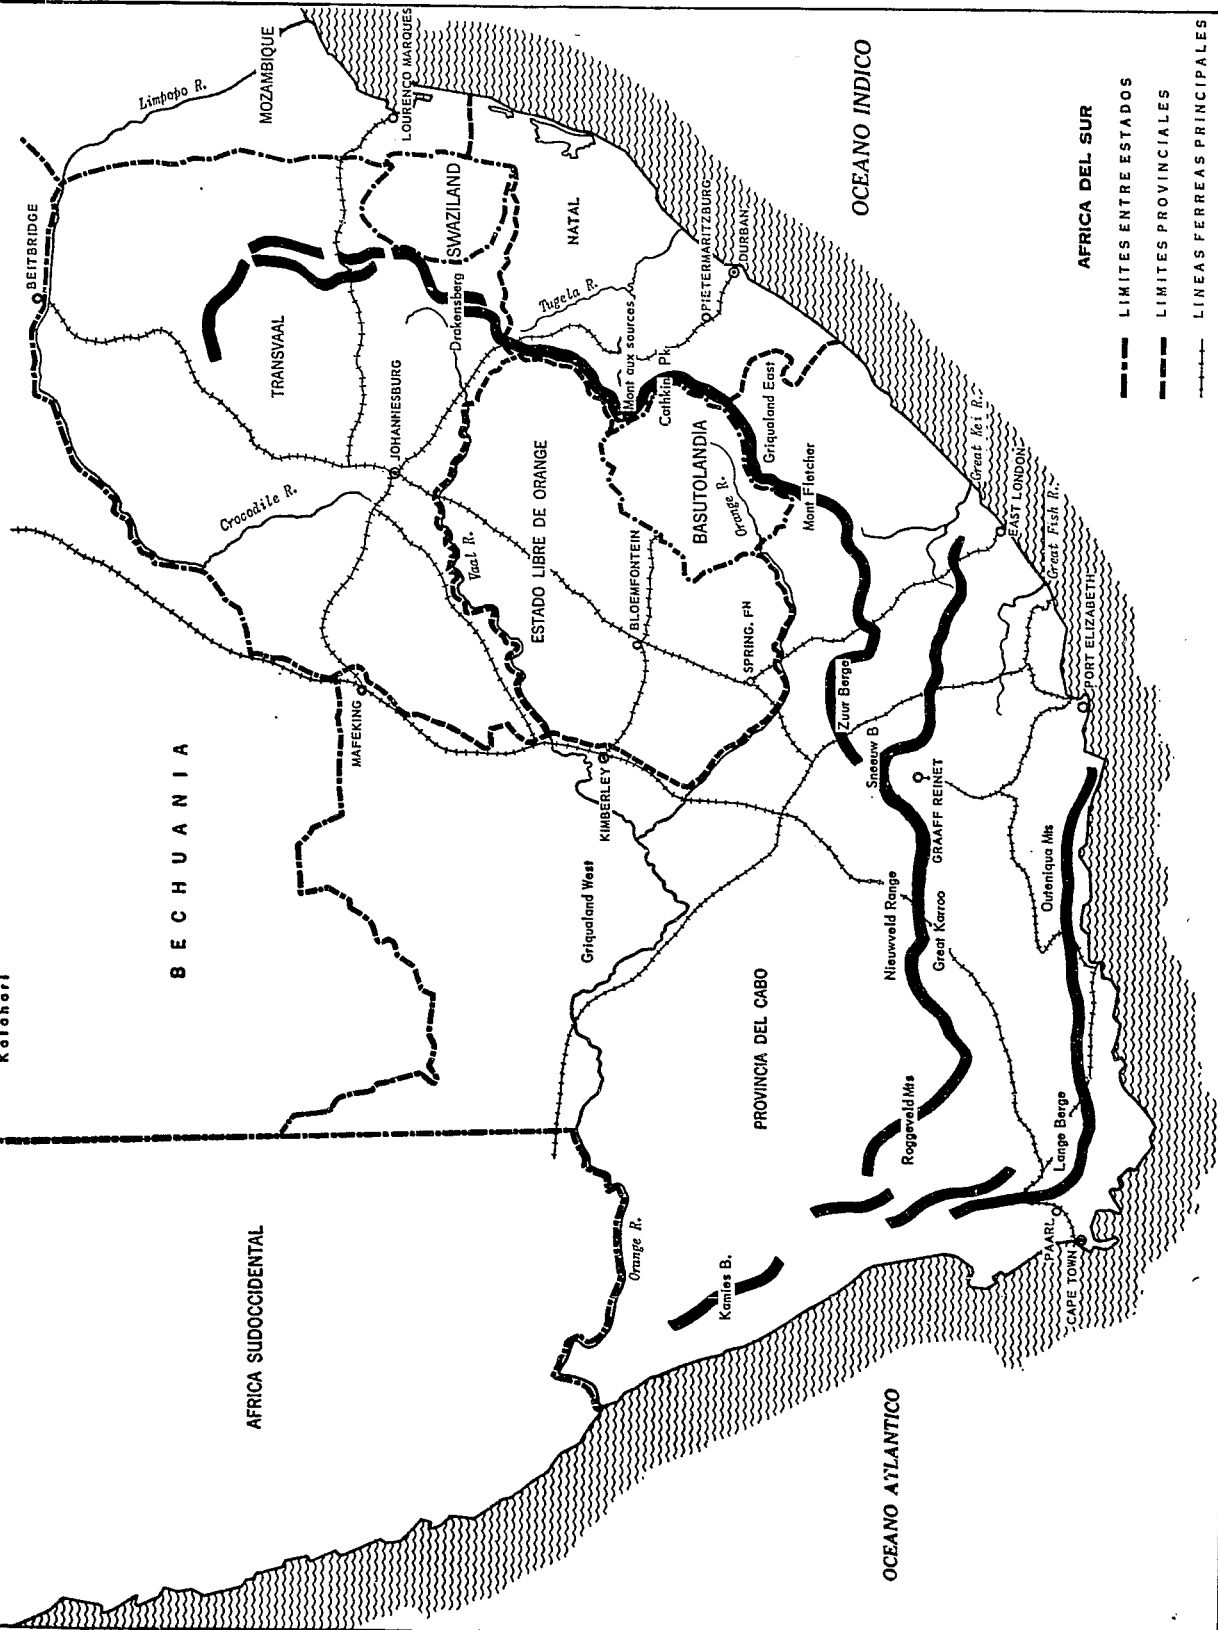 Kalahari
BECHUANIA
AFRICA SUDOCCIDENTAL
BEITBRIDGE
Limpopo R.
MOZAMBIQUE
LOURENCO MARQUES
TRANSVAAL
SWAZILAND
Drakensberg
JOHANNESBURG
Crocodile R.
MAFEKING
NATAL
Tugela R.
Vaal R.
ESTADO LIBRE DE ORANGE
Mont aux sources
Cathkin Pk
PIETERMARITZBURG
DURBAN
BASUTOLANDIA
Orange R.
Griqualand East
Mont Fletcher
BLOEMFONTEIN
SPRING. FN
KIMBERLEY
Griqualand West
Zuur Berge
Sneeuw B
GRAAFF REINET
Great Kei R.
EAST LONDON
Great Fish R.
PORT ELIZABETH
Outeniqua Mts
Nieuwveld Range
Great Karroo
PROVINCIA DEL CABO
Roggeveld Mts
Lange Berge
Orange R.
Kamies B.
PAARL
CAPE TOWN
OCEANO ATLANTICO
OCEANO INDICO
AFRICA DEL SUR
LIMITES ENTRE ESTADOS
LIMITES PROVINCIALES
LINEAS FERREAS PRINCIPALES